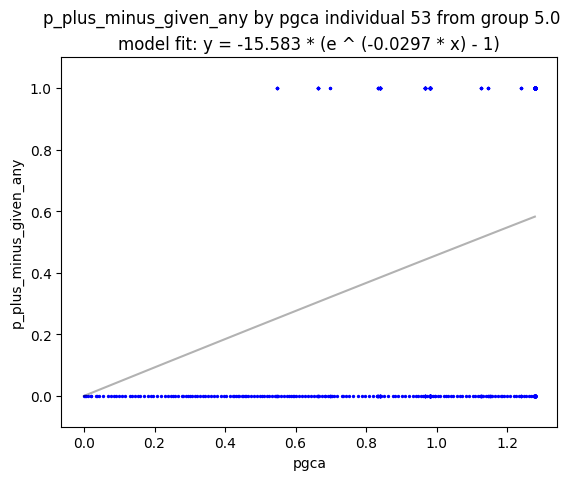 p_plus_minus_given_any by pgca individual 53 from group 5.0
model fit: y = -15.583 * (e ^ (-0.0297 * x) - 1)
1.0
0.8
0.6
0.4
0.2
0.0
p_plus_minus_given_any
0.0 0.2 0.4 0.6 0.8 1.0 1.2
pgca